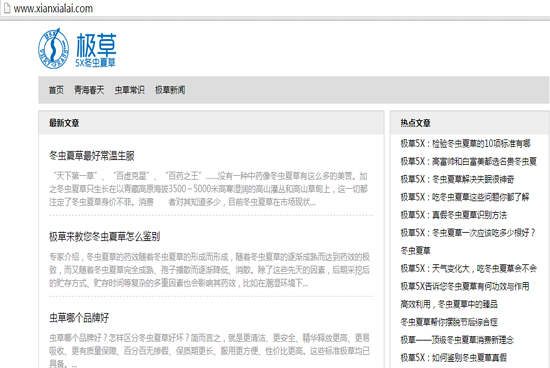 www.xianxialai.com
极草
5X冬虫夏草
首页 青海春天 虫草常识 极草新闻
最新文章
冬虫夏草最好常温生服
“天下第一草”、“百虚克星”、“百药之王”……没有一种中药像冬虫夏草有这么多的美誉。加
之冬虫夏草只生长在以青藏高原海拔3500～5000米高寒湿润的高山灌丛和高山草甸上，这一切都
注定了冬虫夏草身价不菲。消费 者对其知道多少，目前冬虫夏草在市场现状...
极草来教您冬虫夏草怎么鉴别
专家介绍，冬虫夏草的药效随着冬虫夏草的形成而形成，随着冬虫夏草的逐渐成熟而达到药效的极
致，而又随着冬虫夏草完全成熟、孢子播散而逐渐降低、消散。除了这些先天的因素，后期采挖后
的贮存方式、贮存时间等复杂的多重因素也会影响其药效，比如在潮湿环境下...
虫草哪个品牌好
虫草哪个品牌好？怎样区分冬虫夏草好坏？简而言之，就是更清洁、更安全、精华释放更高、更易
吸收、更有质量保障、百分百无掺假、保质期更长、服用更方便、性价比更高。这些标准极草均已
具备。...
热点文章
极草5X：检验冬虫夏草的10项标准有哪
极草5X：高富帅和白富美都选名贵冬虫夏
极草5X：冬虫夏草解决失眠很神奇
极草5X：吃冬虫夏草这些问题你都了解
极草5X：真假冬虫夏草识别方法
极草5X：冬虫夏草一次应该吃多少根好？
冬虫夏草
极草5X：天气变化大，吃冬虫夏草会不会
极草5X告诉您冬虫夏草有何功效与作用
高效利用，冬虫夏草中的臻品
冬虫夏草帮你摆脱节后综合症
极草——顶级冬虫夏草消费新理念
极草5X：如何鉴别冬虫夏草真假